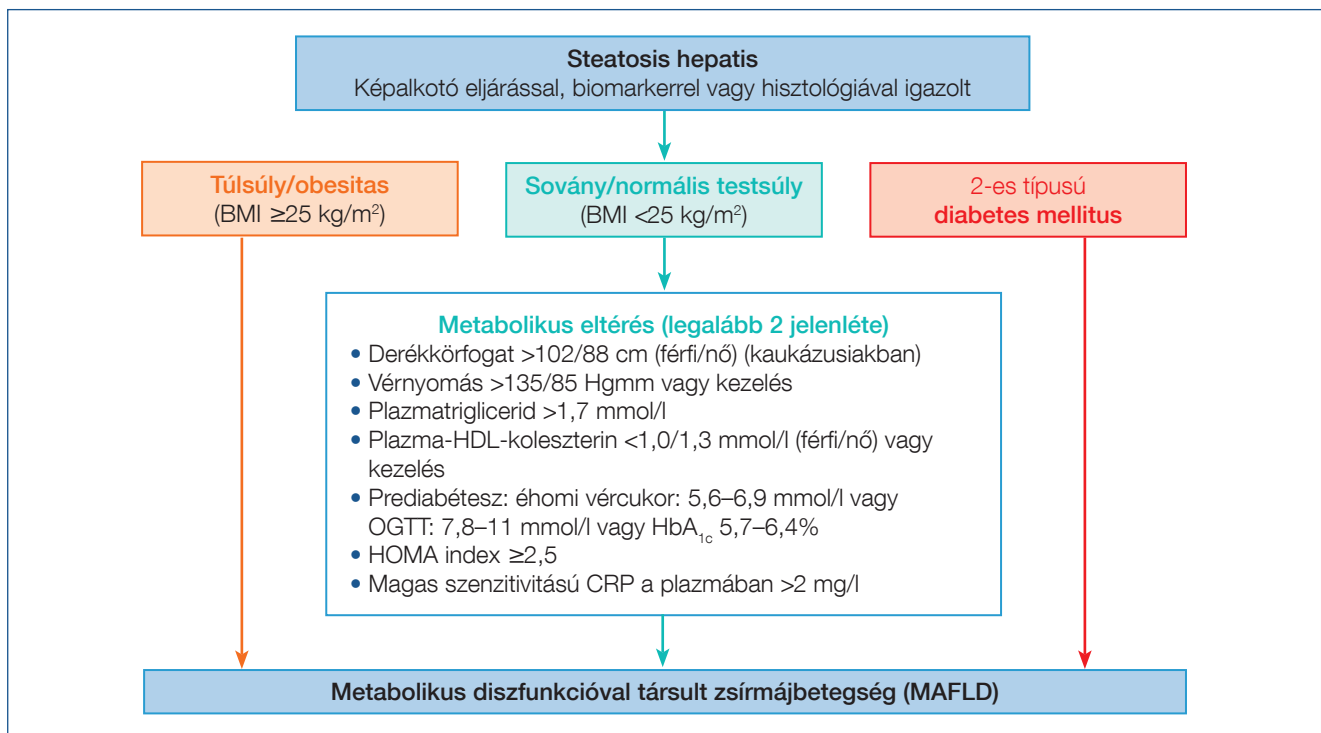 Steatosis hepatis
Képalkotó eljárással, biomarkerrel vagy hisztológiával igazolt
Túlsúly/obesitas
(BMI ≥25 kg/m²)
Sovány/normális testsúly
(BMI <25 kg/m²)
2-es típusú
diabetes mellitus
Metabolikus eltérés (legalább 2 jelenléte)
• Derékkörfogat >102/88 cm (férfi/nő) (kaukázusiakban)
• Vérnyomás >135/85 Hgmm vagy kezelés
• Plazmatriglicerid >1,7 mmol/l
• Plazma-HDL-koleszterin <1,0/1,3 mmol/l (férfi/nő) vagy
kezelés
• Prediabétesz: éhomi vércukor: 5,6–6,9 mmol/l vagy
OGTT: 7,8–11 mmol/l vagy HbA₁c 5,7–6,4%
• HOMA index ≥2,5
• Magas szenzitivitású CRP a plazmában >2 mg/l
Metabolikus diszfunkcióval társult zsírmájbetegség (MAFLD)